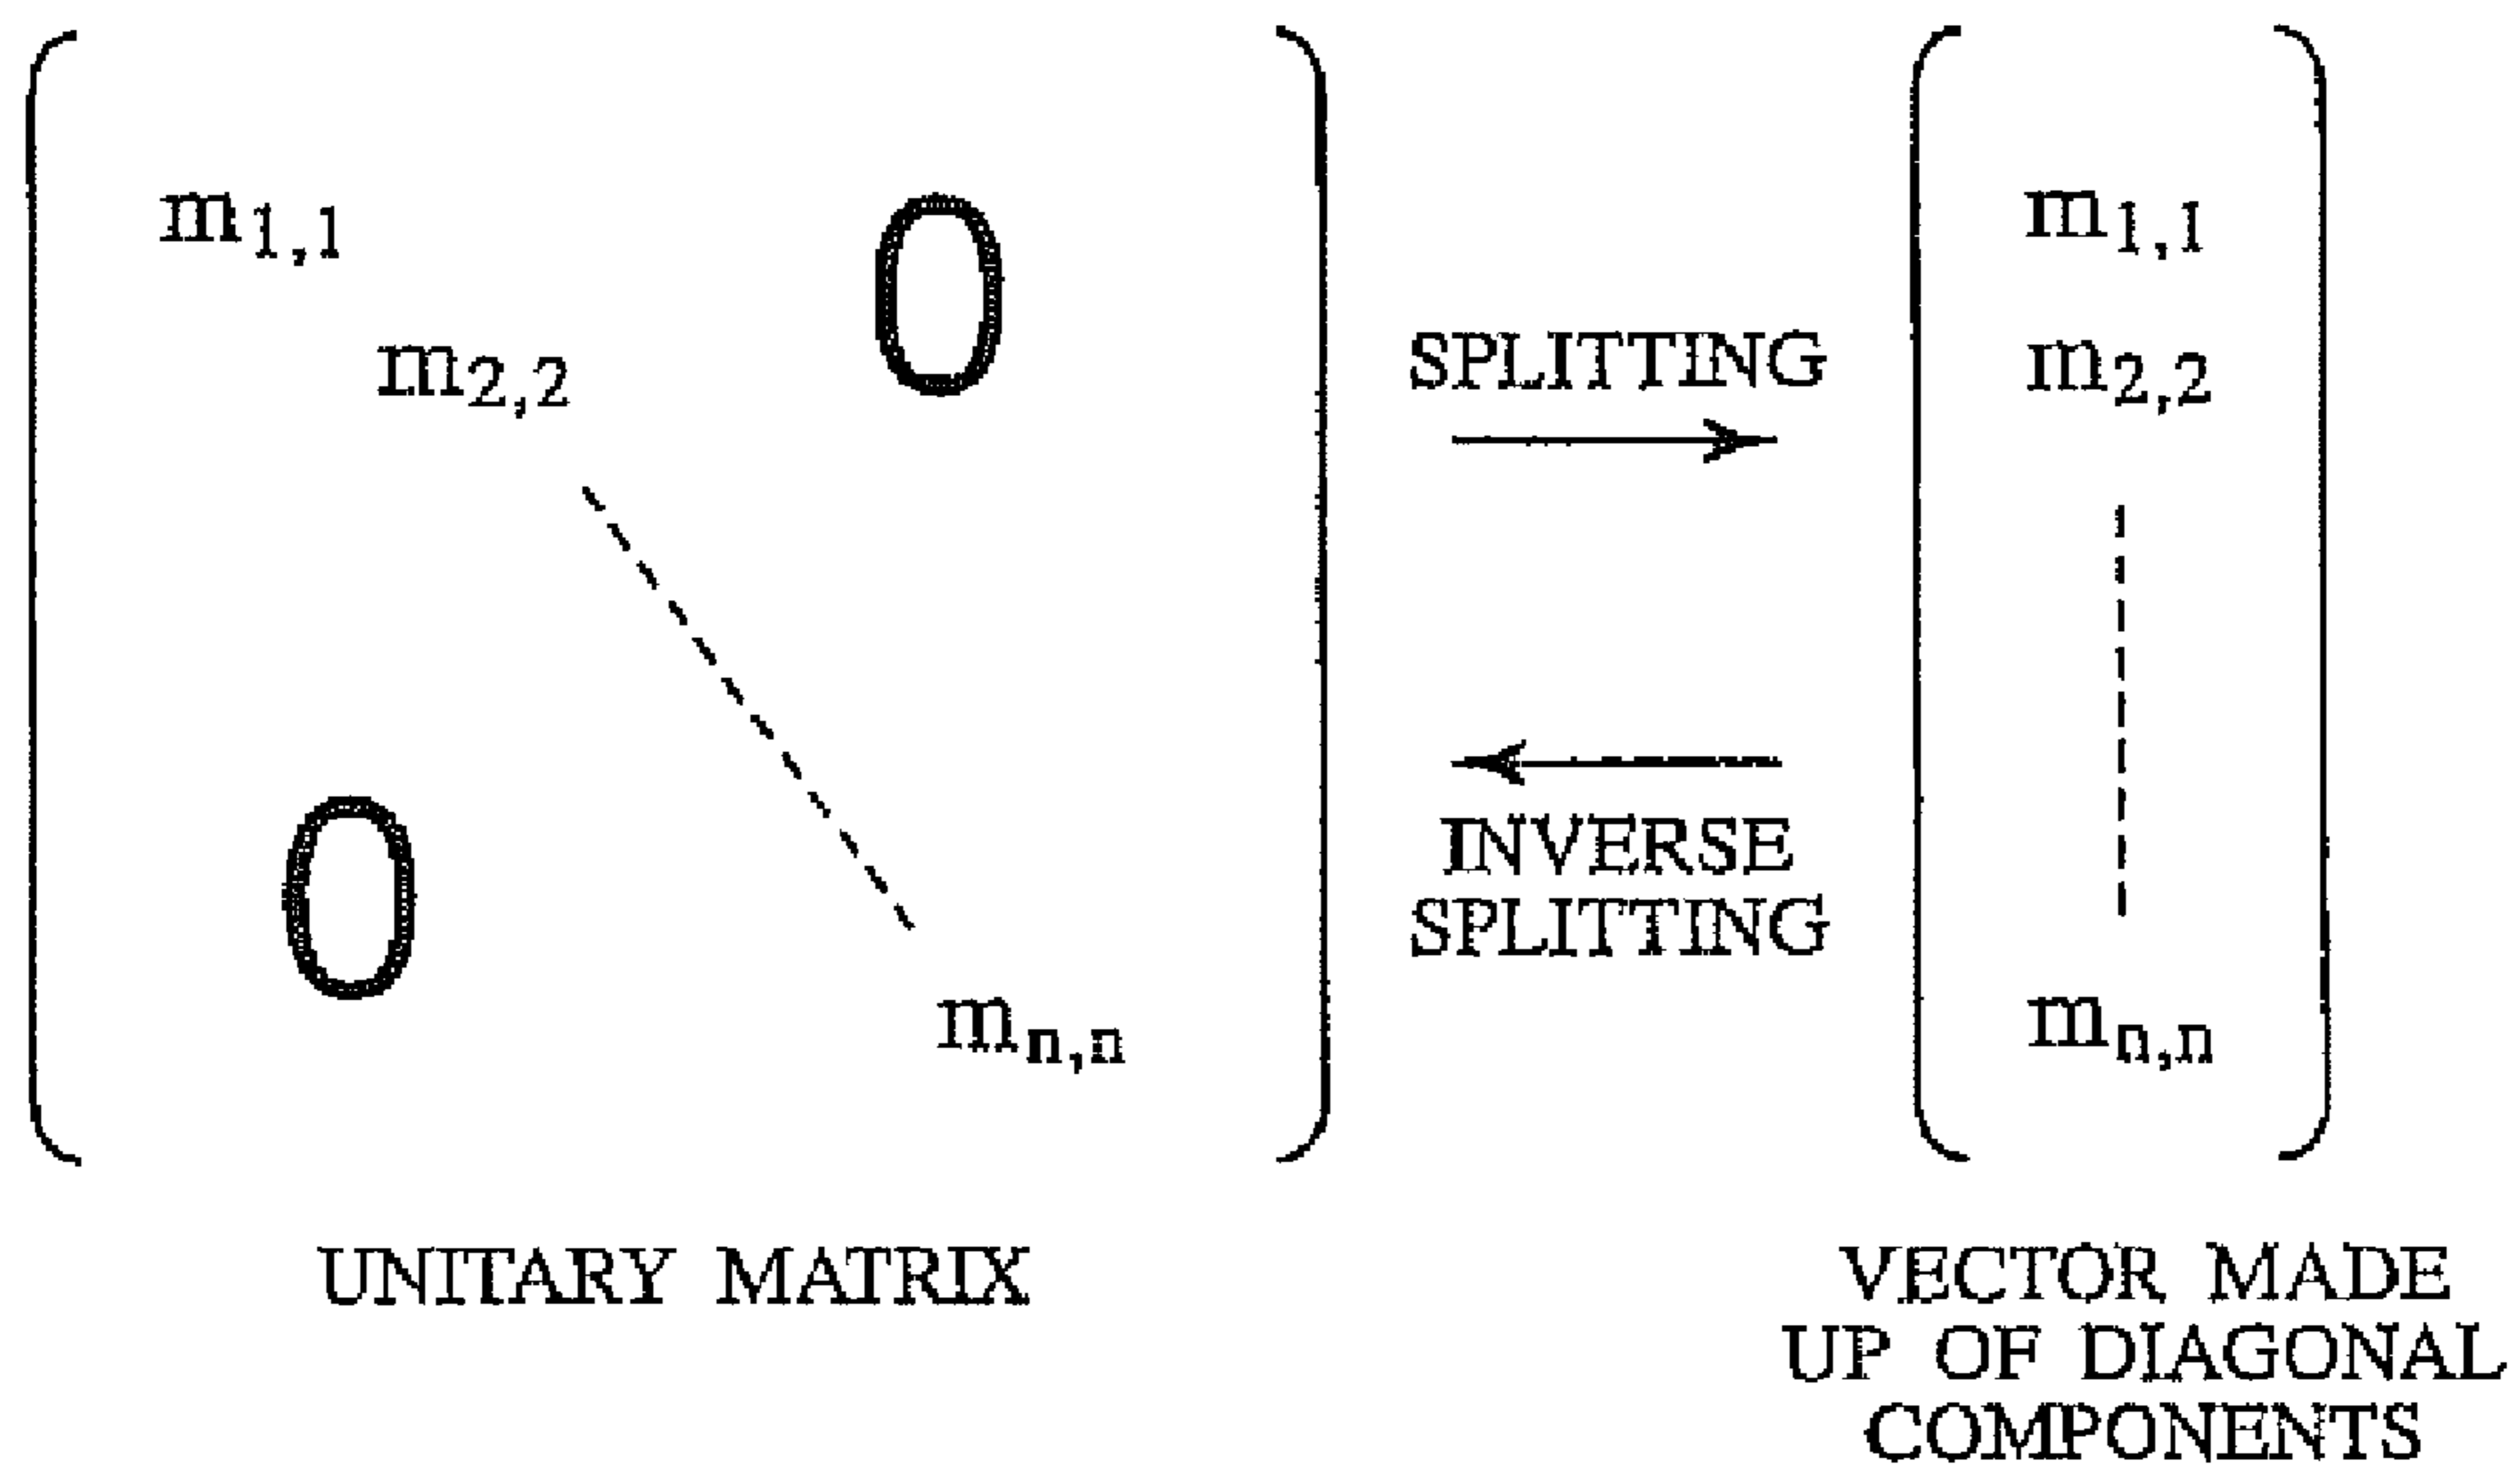 m1,1 0 m1,1
m2,2 SPLITTING m2,2
0 INVERSE
SPLITTING
mn,n mn,n
UNITARY MATRIX VECTOR MADE
UP OF DIAGONAL
COMPONENTS